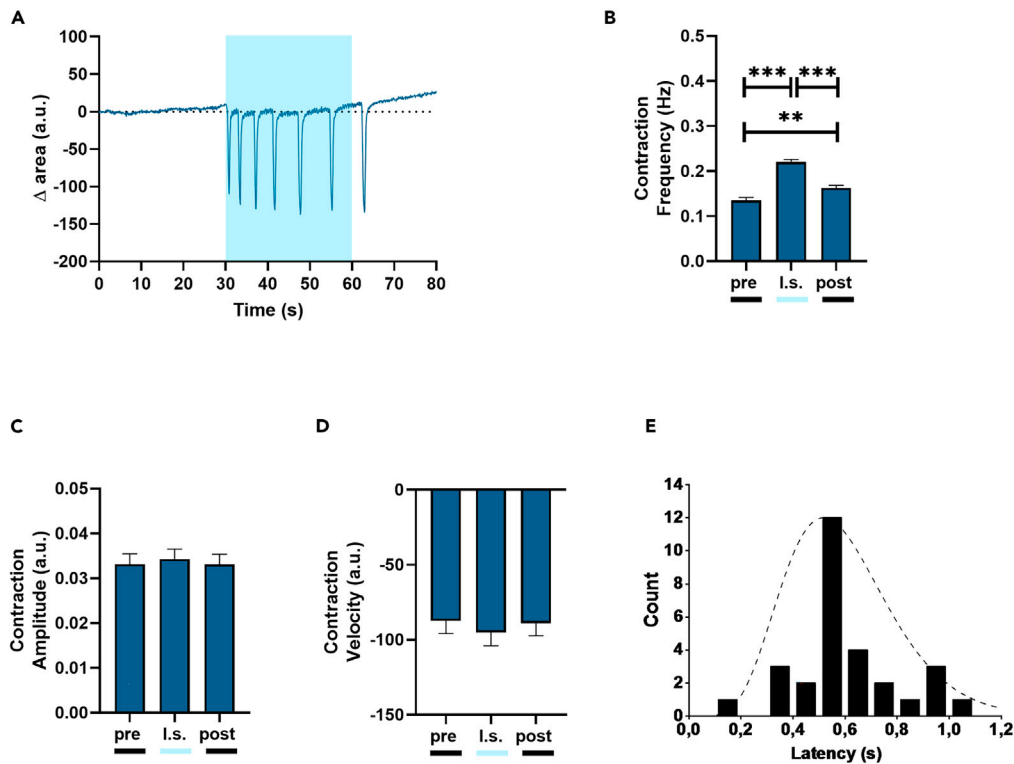 A
100
50
0
-50
-100
-150
-200
Δ area (a.u.)
0 10 20 30 40 50 60 70 80
Time (s)
B
0.5
0.4
0.3
0.2
0.1
0.0
Contraction
Frequency (Hz)
*** ***
**
pre l.s. post
C
0.05
0.04
0.03
0.02
0.01
0.00
Contraction
Amplitude (a.u.)
pre l.s. post
D
0
-50
-100
-150
Contraction
Velocity (a.u.)
pre l.s. post
E
14
12
10
8
6
4
2
0
Count
0,0 0,2 0,4 0,6 0,8 1,0 1,2
Latency (s)